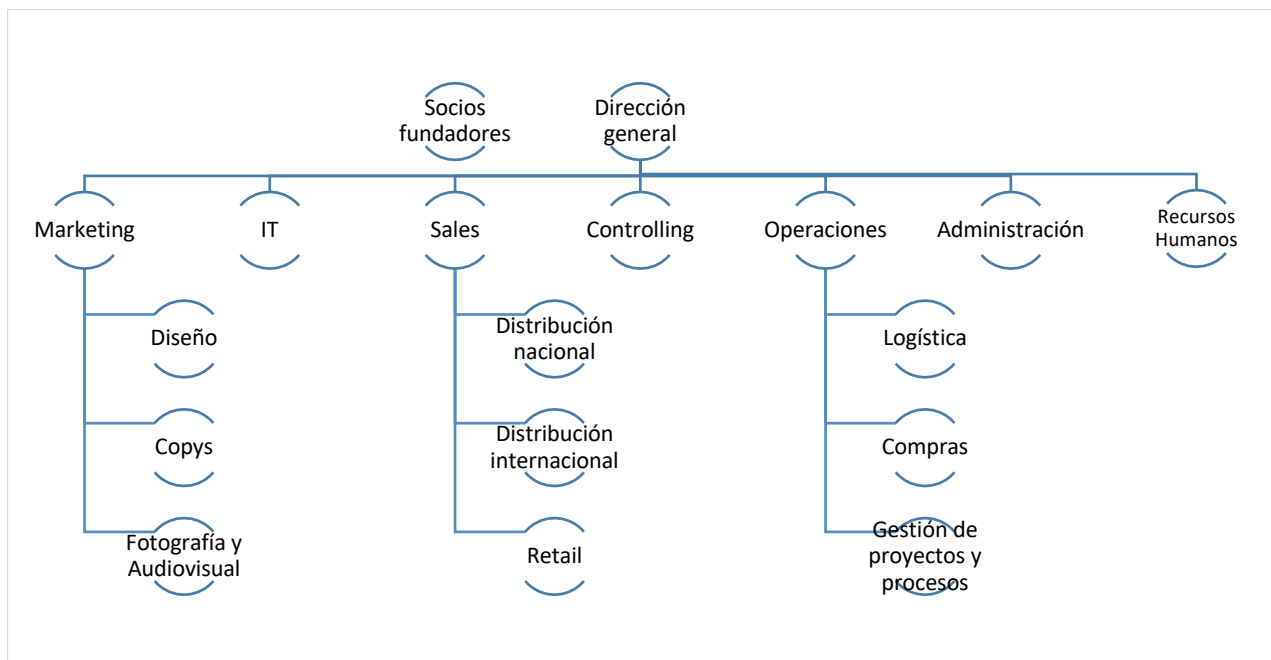 Socios
fundadores
Dirección
general
Marketing
IT
Sales
Controlling
Operaciones
Administración
Recursos
Humanos
Diseño
Distribución
nacional
Logística
Copys
Distribución
internacional
Compras
Fotografía y
Audiovisual
Retail
Gestión de
proyectos y
procesos